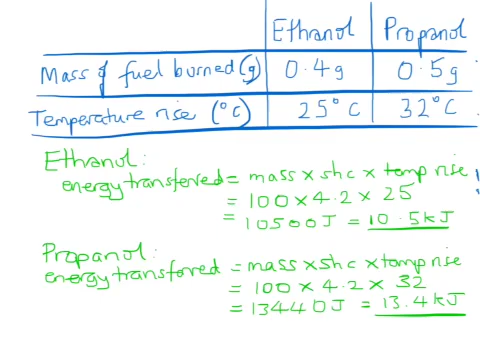 Ethanol Propanol
Mass of fuel burned (g) 0.4g 0.5g
Temperature rise (°C) 25°C 32°C
Ethanol:
energy transferred = mass x shc x temp rise
= 100 x 4.2 x 25
= 10500J = 10.5kJ
Propanol:
energy transferred = mass x shc x temp rise
= 100 x 4.2 x 32
= 13440J = 13.4kJ